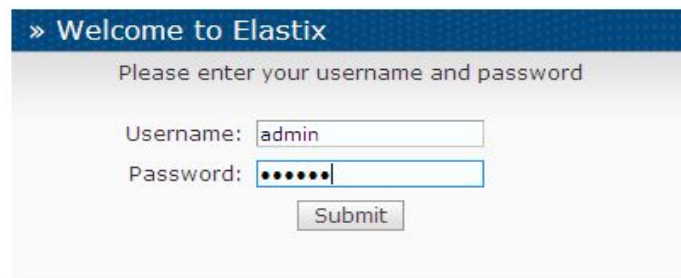 » Welcome to Elastix
Please enter your username and password
Username: admin
Password: ••••••
Submit